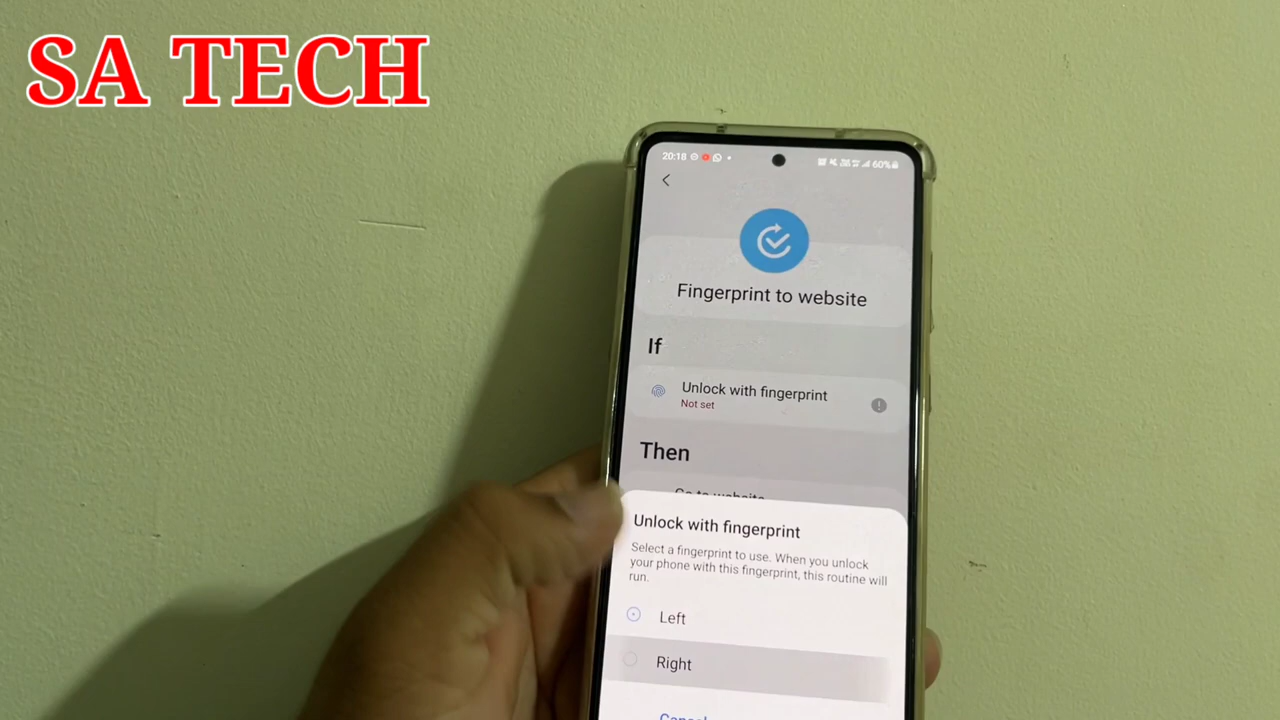 SA TECH
20:18
60%
Fingerprint to website
If
Unlock with fingerprint
Not set
Then
Go to website
Unlock with fingerprint
Select a fingerprint to use. When you unlock
your phone with this fingerprint, this routine will
run.
Left
Right
Cancel